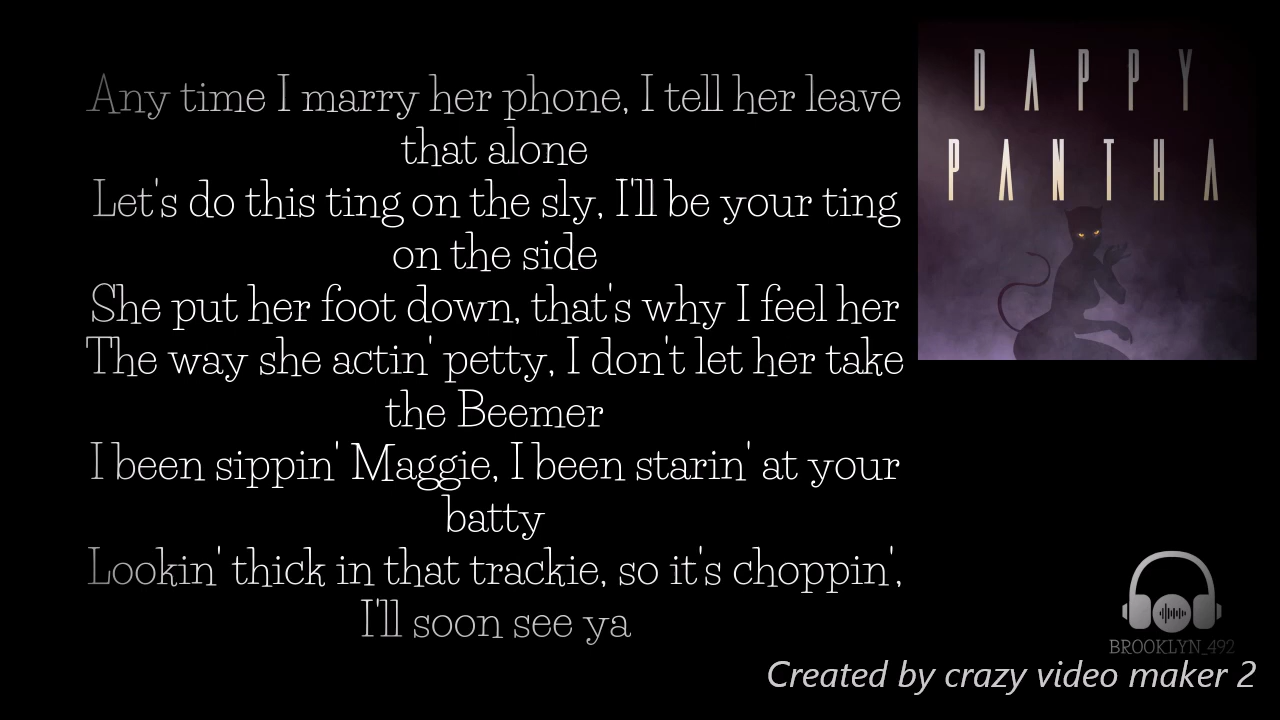 Any time I marry her phone, I tell her leave
that alone
Let's do this ting on the sly, I'll be your ting
on the side
She put her foot down, that's why I feel her
The way she actin' petty, I don't let her take
the Beemer
I been sippin' Maggie, I been starin' at your
batty
Lookin' thick in that trackie, so it's choppin',
I'll soon see ya
DAPPY
PANTHA
BROOKLYN_492
Created by crazy video maker 2